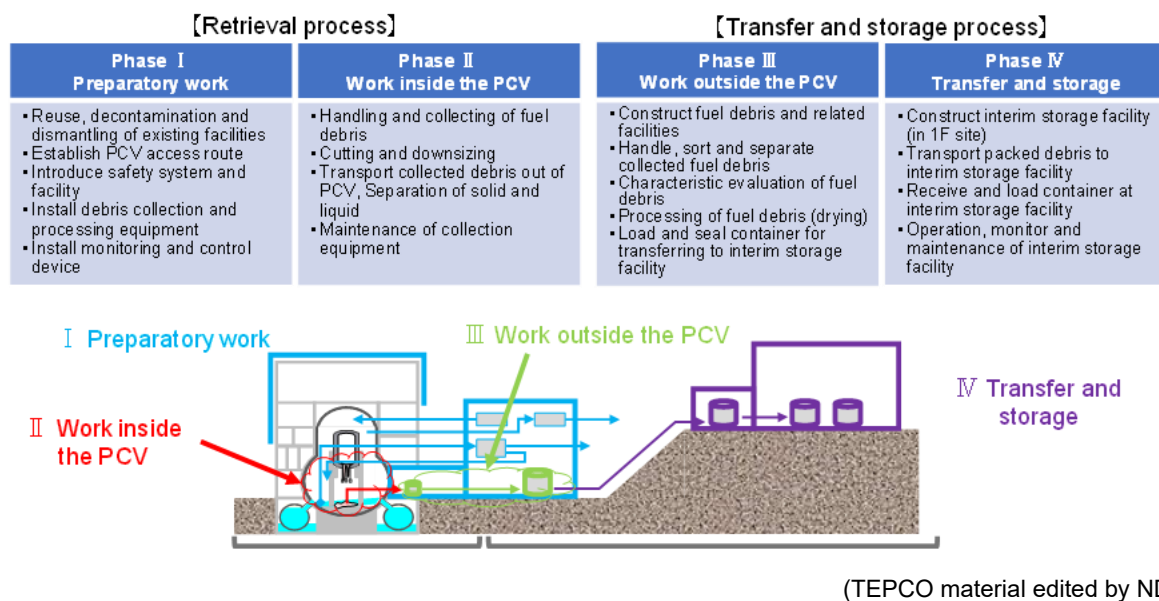 【Retrieval process】
【Transfer and storage process】
Phase Ⅰ
Preparatory work
▪ Reuse, decontamination and
dismantling of existing facilities
▪ Establish PCV access route
▪ Introduce safety system and
facility
▪ Install debris collection and
processing equipment
▪ Install monitoring and control
device
Phase Ⅱ
Work inside the PCV
▪ Handling and collecting of fuel
debris
▪ Cutting and downsizing
▪ Transport collected debris out of
PCV, Separation of solid and
liquid
▪ Maintenance of collection
equipment
Phase Ⅲ
Work outside the PCV
▪ Construct fuel debris and related
facilities
▪ Handle, sort and separate
collected fuel debris
▪ Characteristic evaluation of fuel
debris
▪ Processing of fuel debris (drying)
▪ Load and seal container for
transferring to interim storage
facility
Phase Ⅳ
Transfer and storage
▪ Construct interim storage facility
(in 1F site)
▪ Transport packed debris to
interim storage facility
▪ Receive and load container at
interim storage facility
▪ Operation, monitor and
maintenance of interim storage
facility
Ⅰ Preparatory work
Ⅲ Work outside the PCV
Ⅱ Work inside
the PCV
Ⅳ Transfer and
storage
(TEPCO material edited by